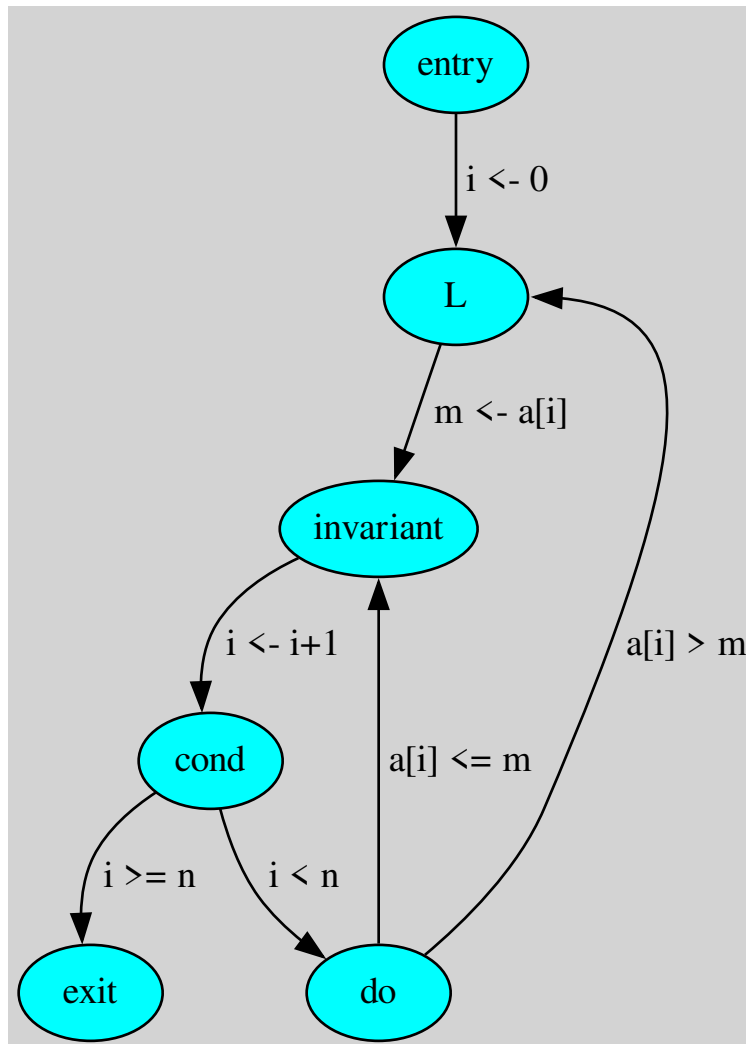 entry
i <- 0
L
m <- a[i]
invariant
i <- i+1
a[i] > m
cond
a[i] <= m
i >= n
i < n
exit
do